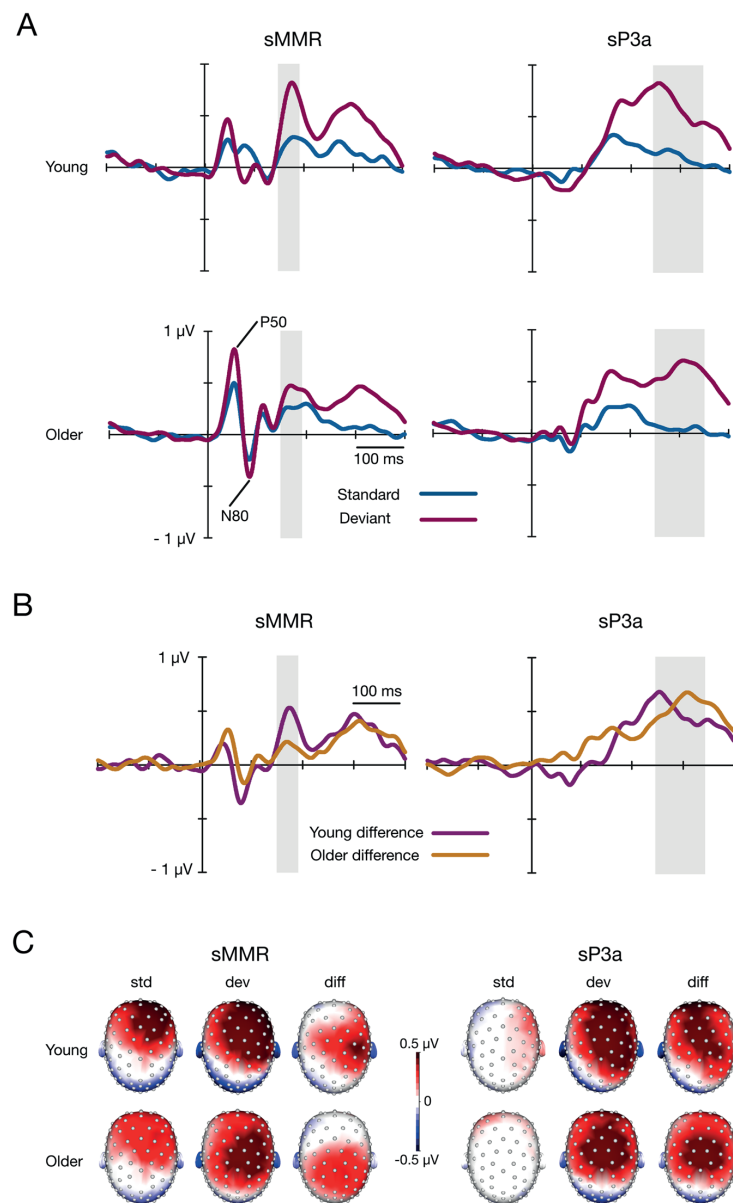 A
sMMR sP3a
Young
1 µV
P50
Older
100 ms
N80
Standard
Deviant
- 1 µV
B
sMMR sP3a
1 µV
100 ms
Young difference
Older difference
- 1 µV
C
sMMR sP3a
std dev diff std dev diff
Young
0.5 µV
0
-0.5 µV
Older